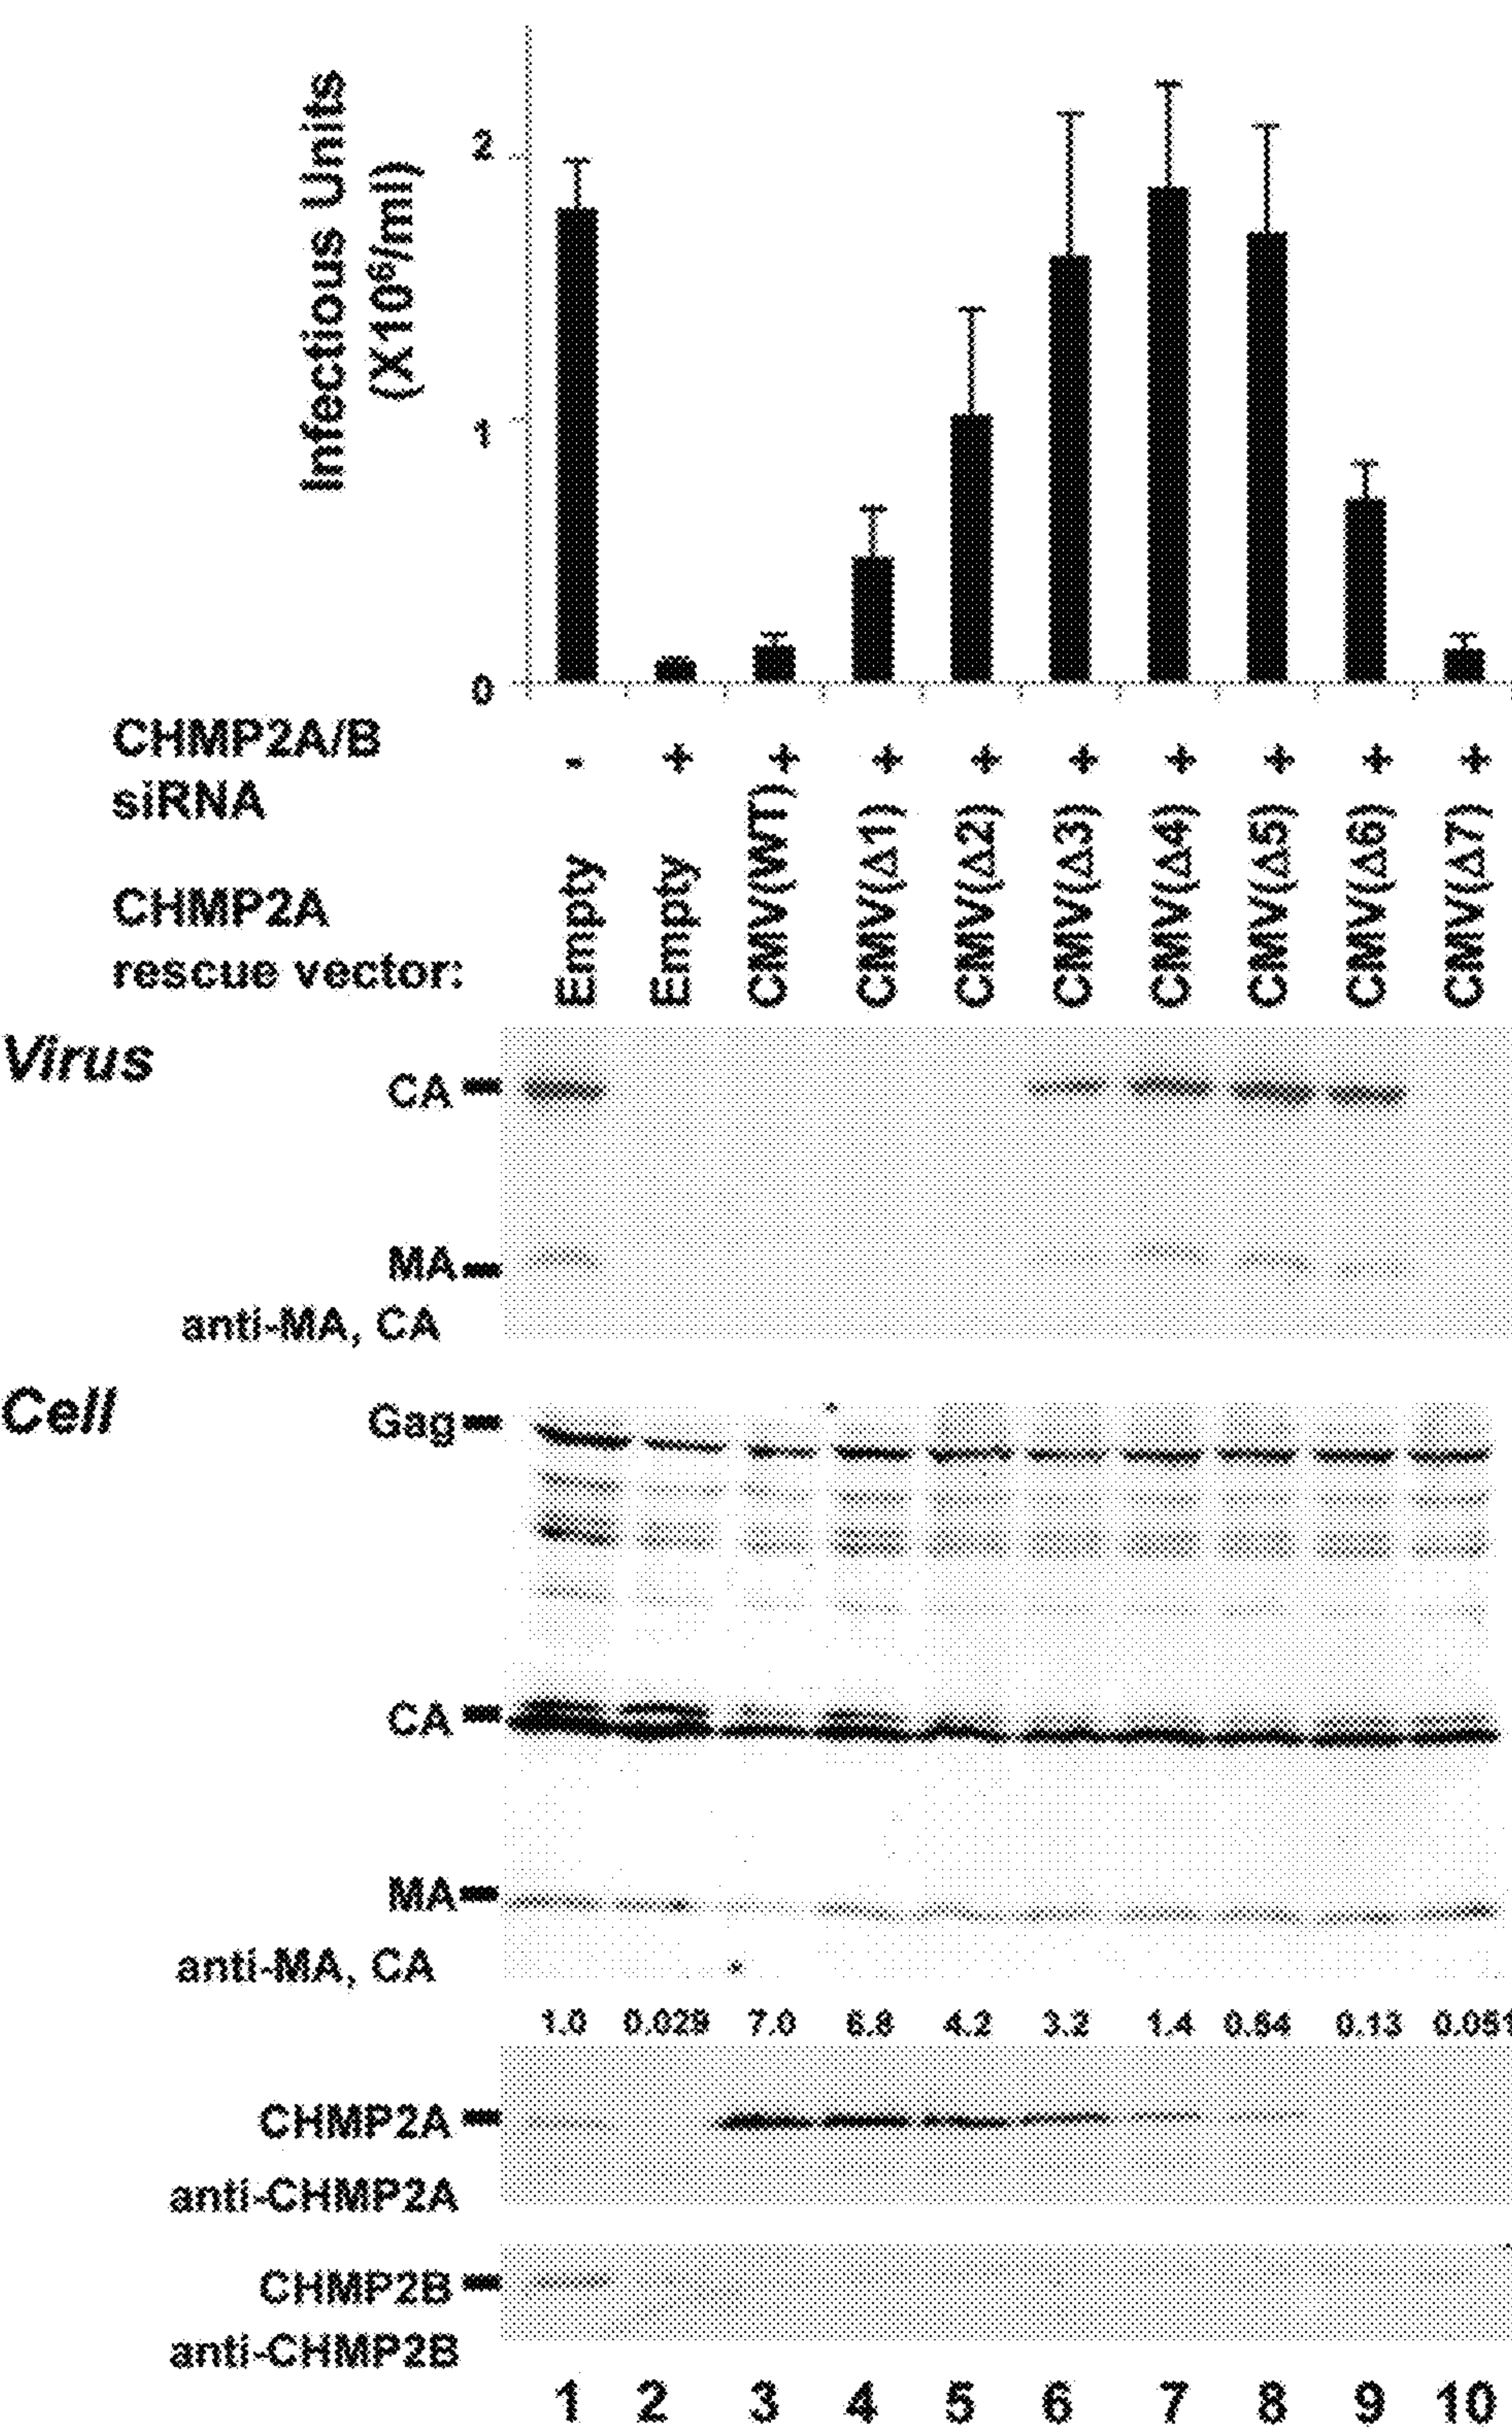 Infectious Units
(X10⁶/ml)
2
1
0
CHMP2A/B
siRNA
- + + + + + + + + +
CHMP2A
rescue vector:
Empty
Empty
CMV(WT)
CMV(Δ1)
CMV(Δ2)
CMV(Δ3)
CMV(Δ4)
CMV(Δ5)
CMV(Δ6)
CMV(Δ7)
Virus
CA
MA
anti-MA, CA
Cell
Gag
CA
MA
anti-MA, CA
1.0 0.029 7.0 4.2 3.2 1.4 0.13 0.051
CHMP2A
anti-CHMP2A
CHMP2B
anti-CHMP2B
1 2 3 4 5 6 7 8 9 10